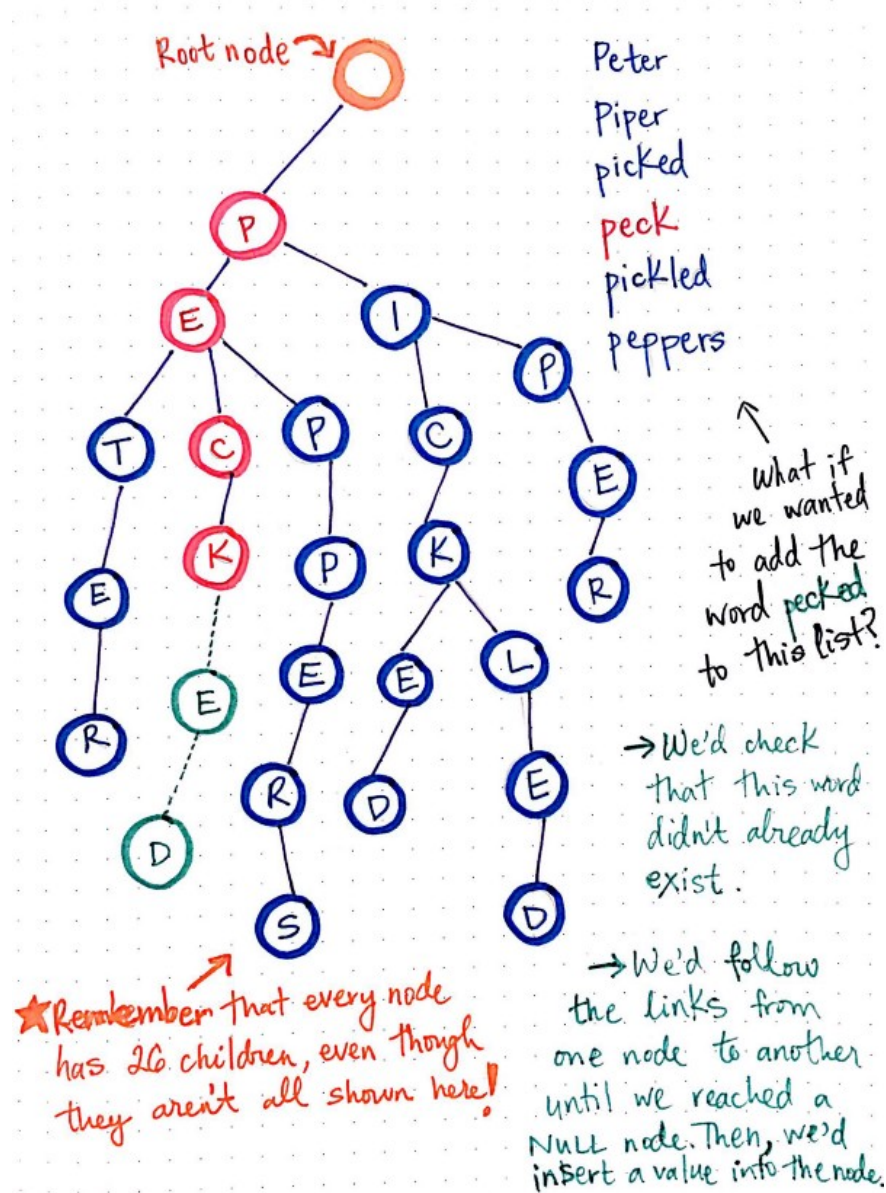 Root node
Peter
Piper
picked
peck
pickled
peppers
P
E
I
P
T
C
P
C
E
E
K
P
K
R
R
E
E
E
L
D
R
D
E
S
D
What if
we wanted
to add the
word pecked
to this list?
→ We'd check
that this word
didn't already
exist.
→ We'd follow
the links from
one node to another
until we reached a
NULL node. Then, we'd
insert a value into the node.
★ Remember that every node
has 26 children, even though
they aren't all shown here!